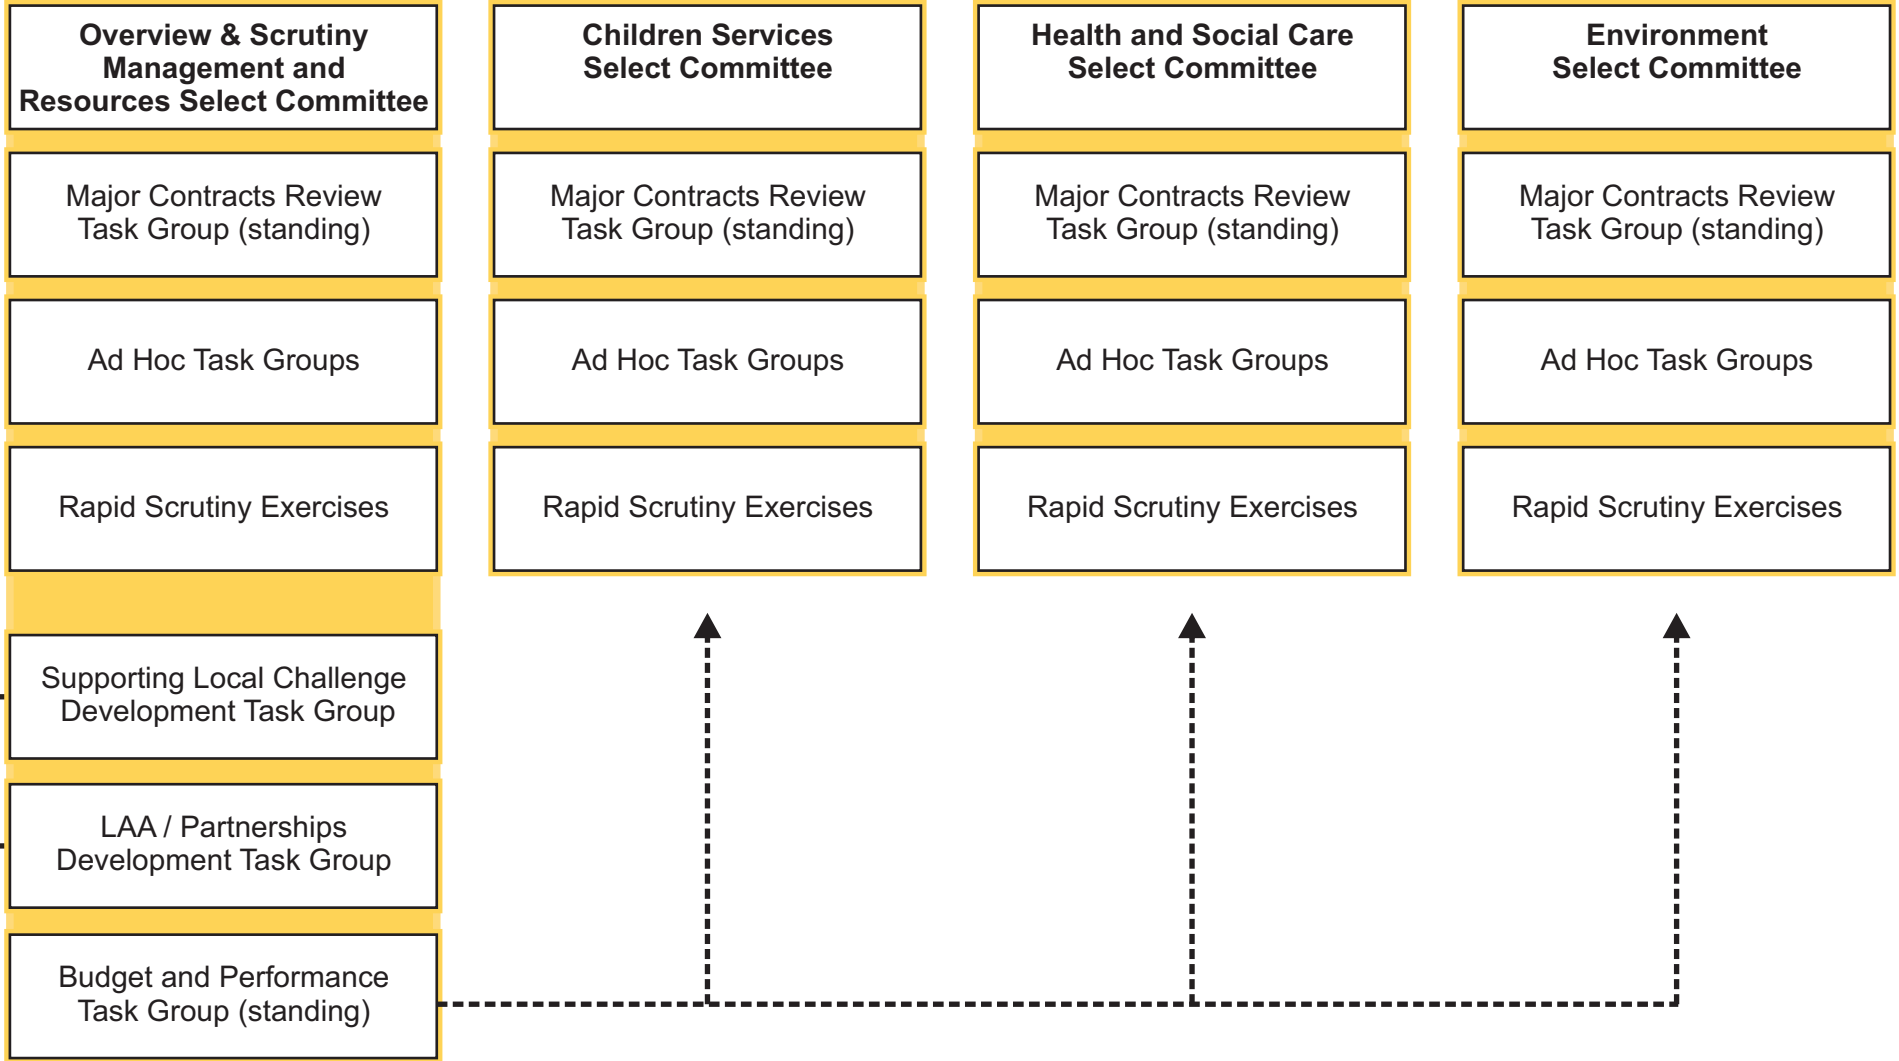 Overview & Scrutiny
Management and
Resources Select Committee
Major Contracts Review
Task Group (standing)
Ad Hoc Task Groups
Rapid Scrutiny Exercises
Supporting Local Challenge
Development Task Group
LAA / Partnerships
Development Task Group
Budget and Performance
Task Group (standing)
Children Services
Select Committee
Major Contracts Review
Task Group (standing)
Ad Hoc Task Groups
Rapid Scrutiny Exercises
Health and Social Care
Select Committee
Major Contracts Review
Task Group (standing)
Ad Hoc Task Groups
Rapid Scrutiny Exercises
Environment
Select Committee
Major Contracts Review
Task Group (standing)
Ad Hoc Task Groups
Rapid Scrutiny Exercises